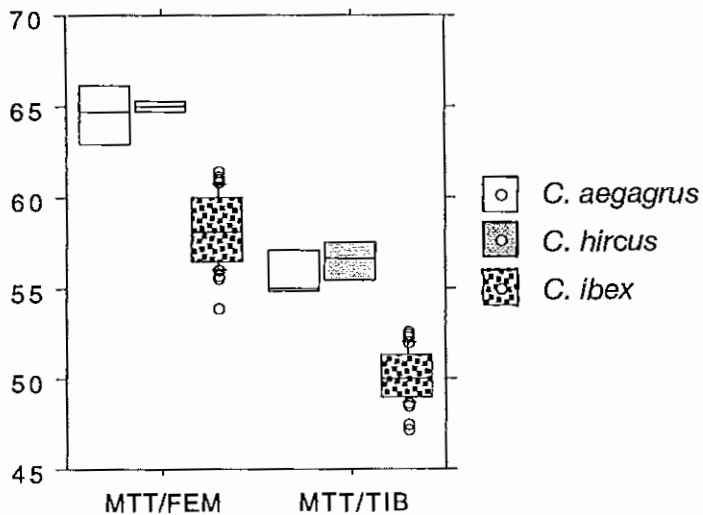 70
65
60
55
50
45
MTT/FEM
MTT/TIB
C. aegagrus
C. hircus
C. ibex